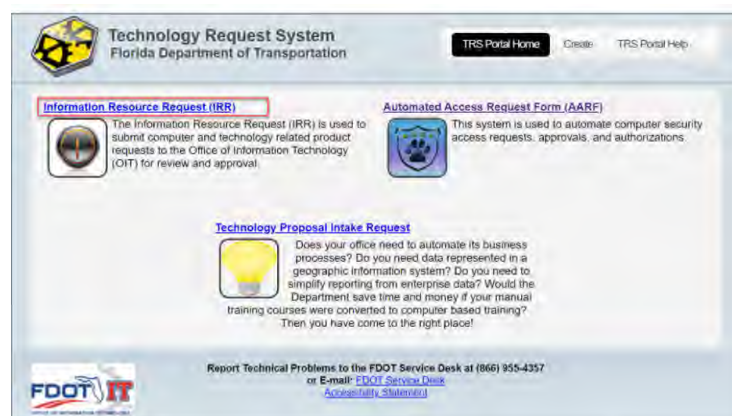 Technology Request System
Florida Department of Transportation
TRS Portal Home
Create
TRS Portal Help
Information Resource Request (IRR)
The Information Resource Request (IRR) is used to
submit computer and technology related product
requests to the Office of Information Technology
(OIT) for review and approval.
Automated Access Request Form (AARF)
This system is used to automate computer security
access requests, approvals, and authorizations.
Technology Proposal Intake Request
Does your office need to automate its business
processes? Do you need data represented in a
geographic information system? Do you need to
simplify reporting from enterprise data? Would the
Department save time and money if your manual
training courses were converted to computer based training?
Then you have come to the right place!
Report Technical Problems to the FDOT Service Desk at (866) 955-4357
or E-mail: FDOT Service Desk
Accessibility Statement
FDOT IT
OFFICE OF INFORMATION TECHNOLOGY